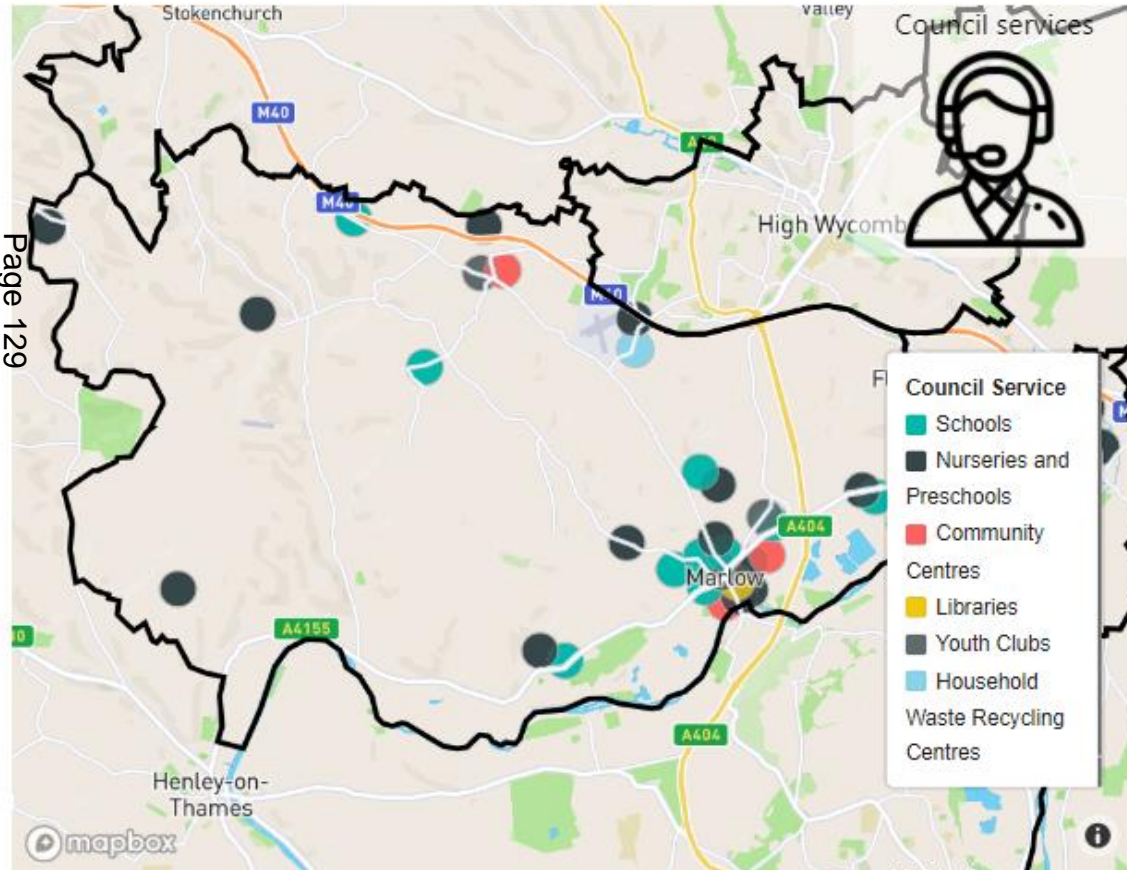 Stokenchurch
Valley
Council services
M40
A40
M40
High Wycombe
Page 129
M40
Council Service
Schools
Nurseries and
Preschools
Community
Centres
Libraries
Youth Clubs
Household
Waste Recycling
Centres
A404
Marlow
A4155
A404
Henley-on-
Thames
mapbox
i